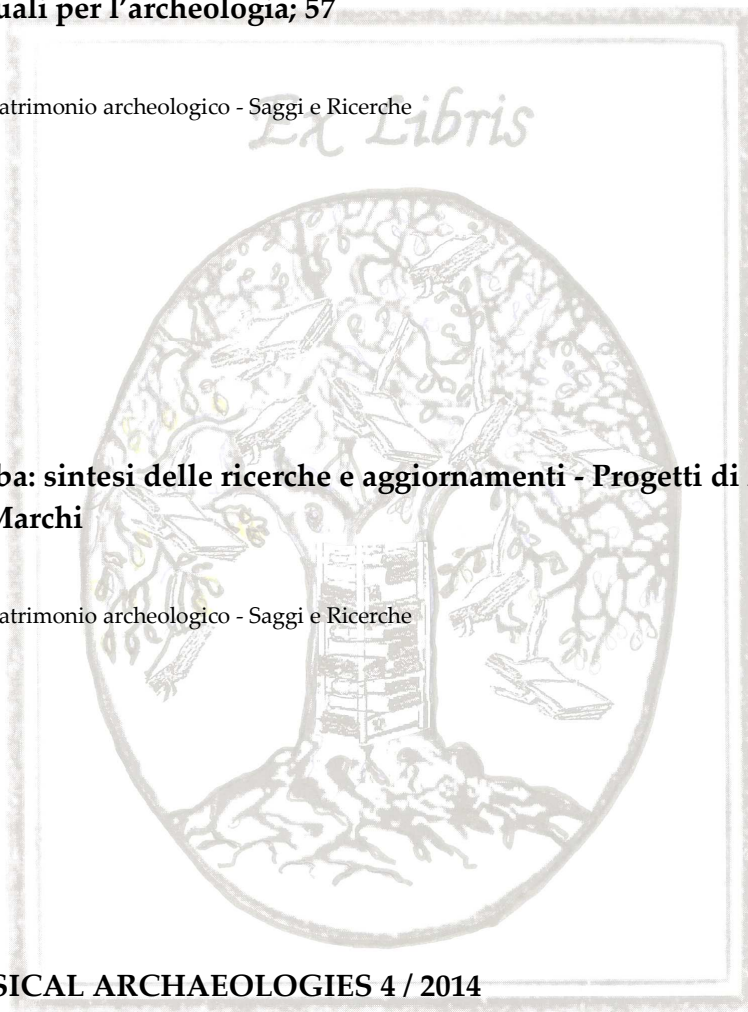 uali per l'archeologia; 57
atrimonio archeologico - Saggi e Ricerche
Ex Libris
ba: sintesi delle ricerche e aggiornamenti - Progetti di
Marchi
atrimonio archeologico - Saggi e Ricerche
SICAL ARCHAEOLOGIES 4 / 2014